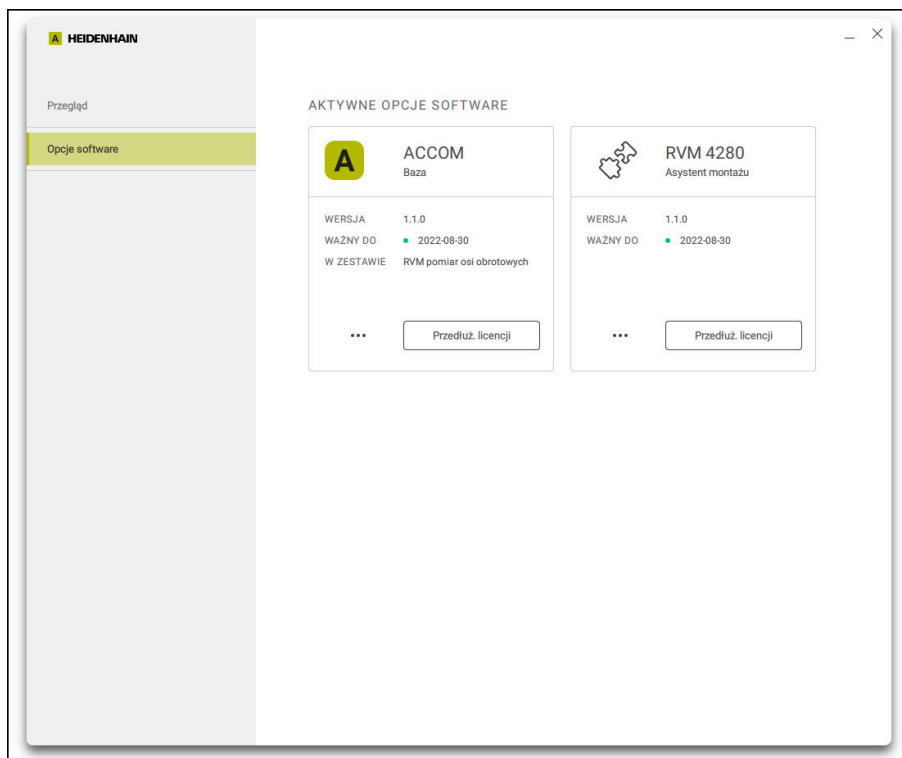 A HEIDENHAIN
Przegląd
Opcje software
AKTYWNE OPCJE SOFTWARE
A
ACCOM
Baza
WERSJA 1.1.0
WAŻNY DO 2022-08-30
W ZESTAWIE RVM pomiar osi obrotowych
Przedłuż. licencji
RVM 4280
Asystent montażu
WERSJA 1.1.0
WAŻNY DO 2022-08-30
Przedłuż. licencji